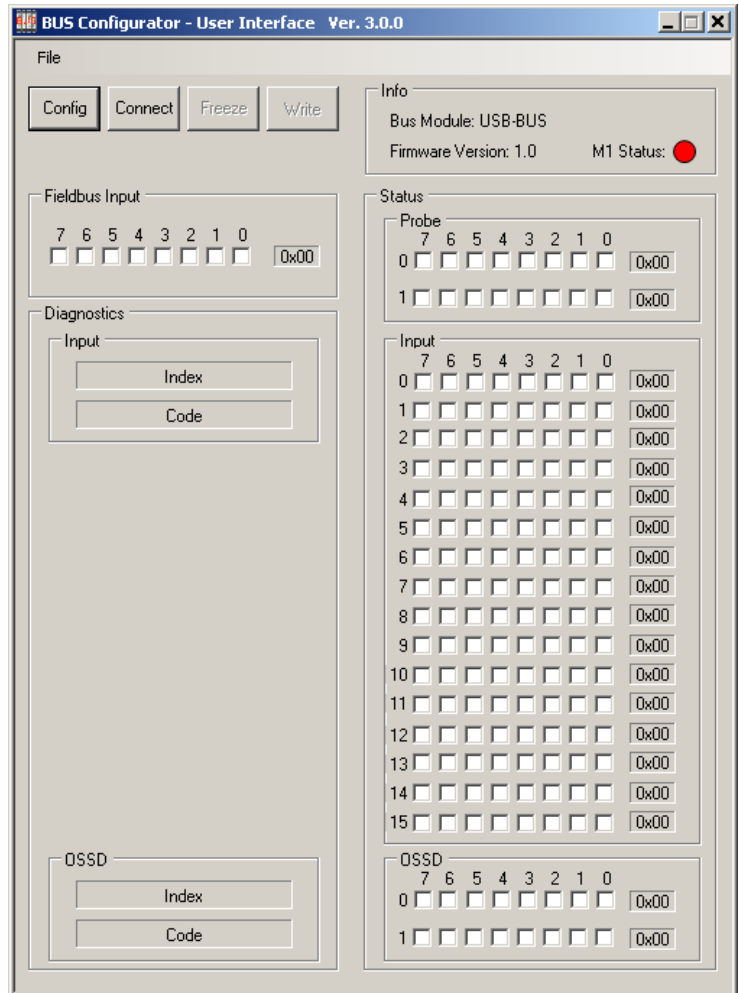 BUS Configurator - User Interface Ver. 3.0.0
File
Config Connect Freeze Write
Info
Bus Module: USB-BUS
Firmware Version: 1.0 M1 Status:
Fieldbus Input
7 6 5 4 3 2 1 0
0x00
Diagnostics
Input
Index
Code
OSSD
Index
Code
Status
Probe
7 6 5 4 3 2 1 0
0 0x00
1 0x00
Input
7 6 5 4 3 2 1 0
0 0x00
1 0x00
2 0x00
3 0x00
4 0x00
5 0x00
6 0x00
7 0x00
8 0x00
9 0x00
10 0x00
11 0x00
12 0x00
13 0x00
14 0x00
15 0x00
OSSD
7 6 5 4 3 2 1 0
0 0x00
1 0x00